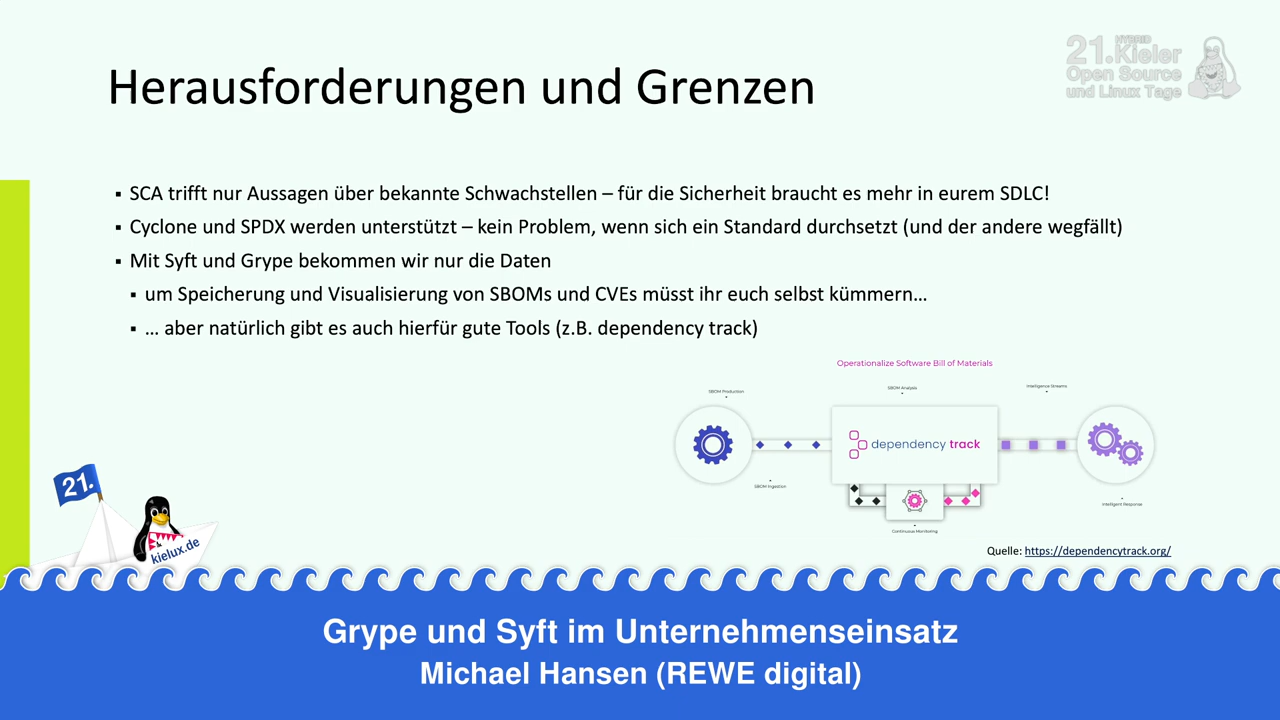 HYBRID
21.Kieler
Open Source
und Linux Tage
Herausforderungen und Grenzen
▪ SCA trifft nur Aussagen über bekannte Schwachstellen – für die Sicherheit braucht es mehr in eurem SDLC!
▪ Cyclone und SPDX werden unterstützt – kein Problem, wenn sich ein Standard durchsetzt (und der andere wegfällt)
▪ Mit Syft und Grype bekommen wir nur die Daten
▪ um Speicherung und Visualisierung von SBOMs und CVEs müsst ihr euch selbst kümmern…
▪ … aber natürlich gibt es auch hierfür gute Tools (z.B. dependency track)
Operationalize Software Bill of Materials
SBOM Production
SBOM Analysis
Intelligence Streams
dependency track
SBOM Ingestion
Intelligent Response
Continuous Monitoring
Quelle: https://dependencytrack.org/
21.
kielux.de
Grype und Syft im Unternehmenseinsatz
Michael Hansen (REWE digital)